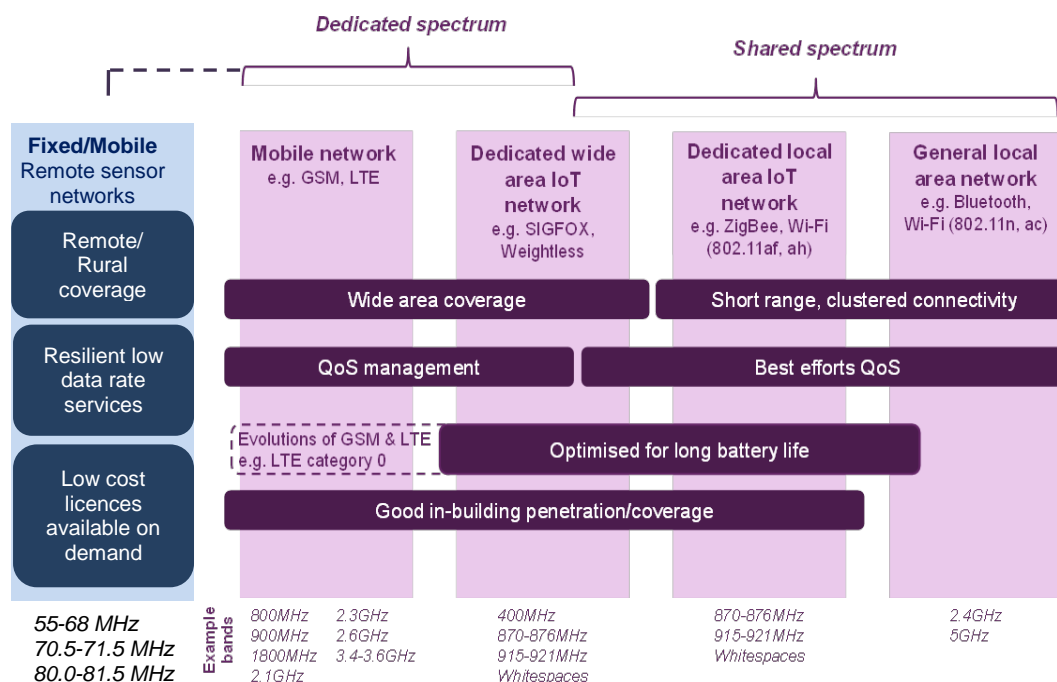 Dedicated spectrum
Shared spectrum
Fixed/Mobile
Remote sensor
networks
Remote/
Rural
coverage
Resilient low
data rate
services
Low cost
licences
available on
demand
55-68 MHz
70.5-71.5 MHz
80.0-81.5 MHz
Mobile network
e.g. GSM, LTE
Dedicated wide
area IoT
network
e.g. SIGFOX,
Weightless
Dedicated local
area IoT
network
e.g. ZigBee, Wi-Fi
(802.11af, ah)
General local
area network
e.g. Bluetooth,
Wi-Fi (802.11n, ac)
Wide area coverage
Short range, clustered connectivity
QoS management
Best efforts QoS
Evolutions of GSM & LTE
e.g. LTE category 0
Optimised for long battery life
Good in-building penetration/coverage
Example
bands
800MHz
900MHz
1800MHz
2.1GHz
2.3GHz
2.6GHz
3.4-3.6GHz
400MHz
870-876MHz
915-921MHz
Whitespaces
870-876MHz
915-921MHz
Whitespaces
2.4GHz
5GHz